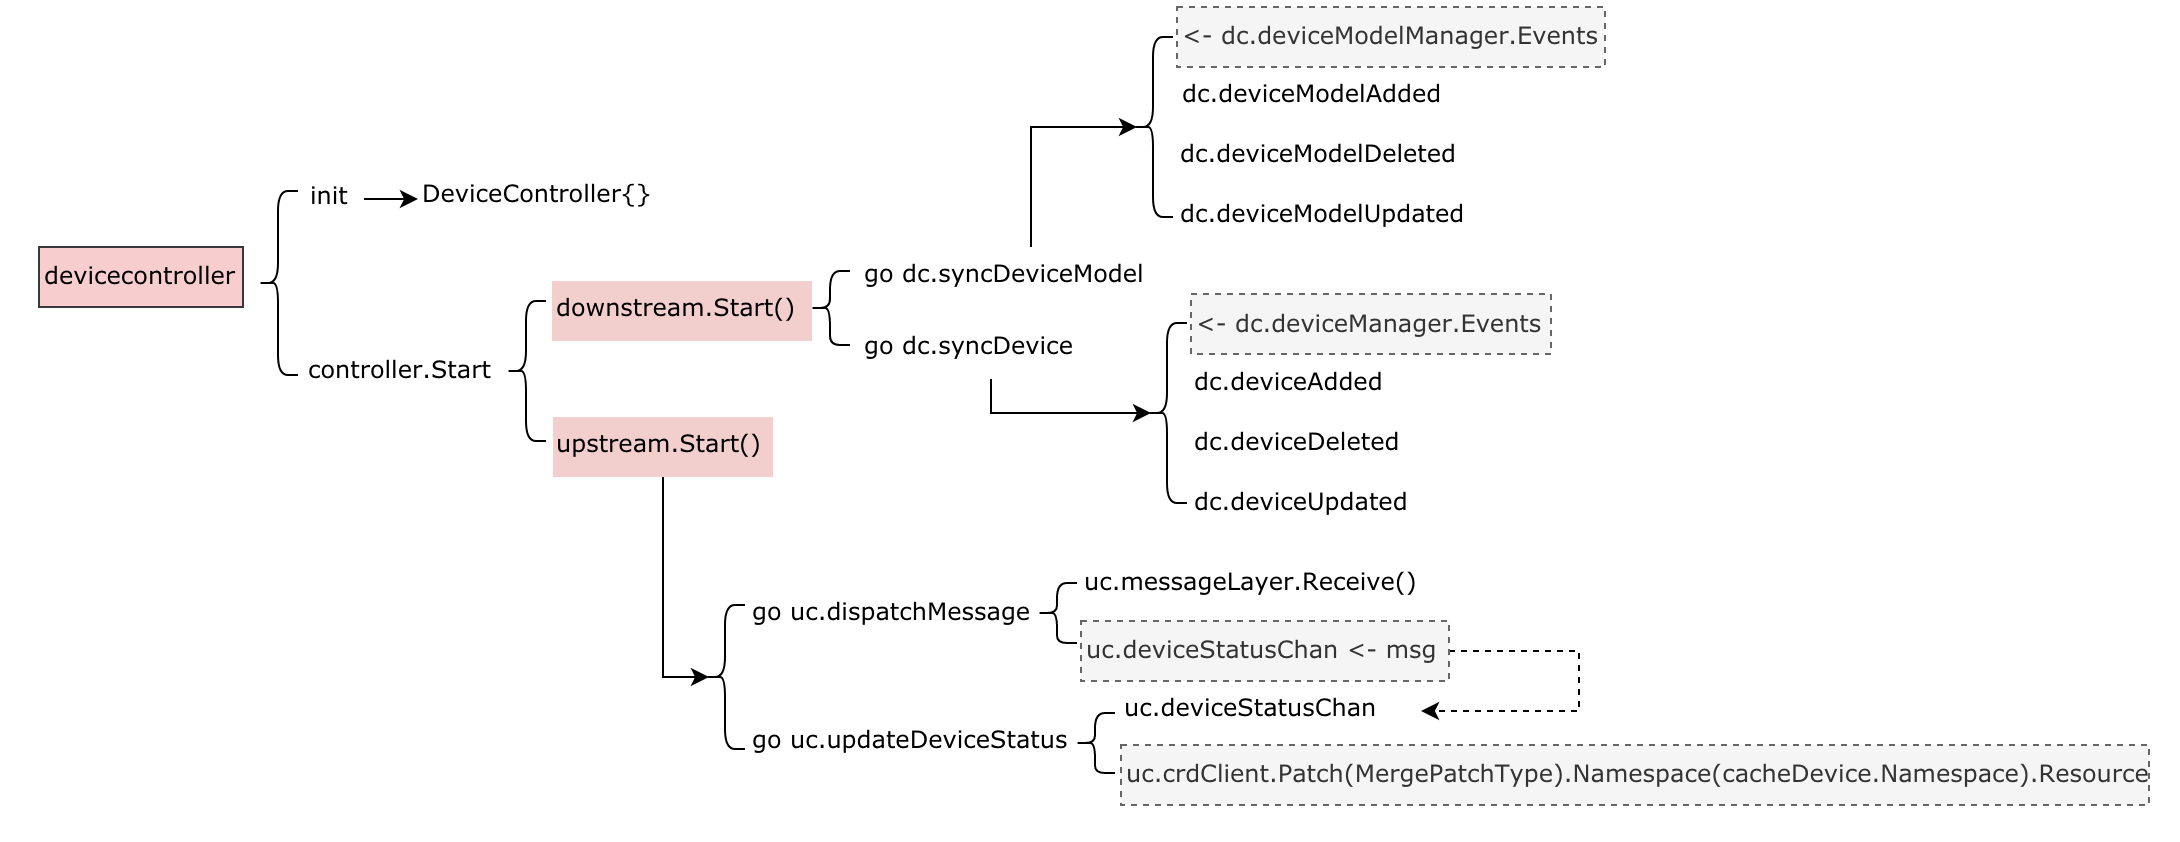 devicecontroller
init
DeviceController{}
controller.Start
downstream.Start()
go dc.syncDeviceModel
<- dc.deviceModelManager.Events
dc.deviceModelAdded
dc.deviceModelDeleted
dc.deviceModelUpdated
go dc.syncDevice
<- dc.deviceManager.Events
dc.deviceAdded
dc.deviceDeleted
dc.deviceUpdated
upstream.Start()
go uc.dispatchMessage
uc.messageLayer.Receive()
uc.deviceStatusChan <- msg
go uc.updateDeviceStatus
uc.deviceStatusChan
uc.crdClient.Patch(MergePatchType).Namespace(cacheDevice.Namespace).Resource